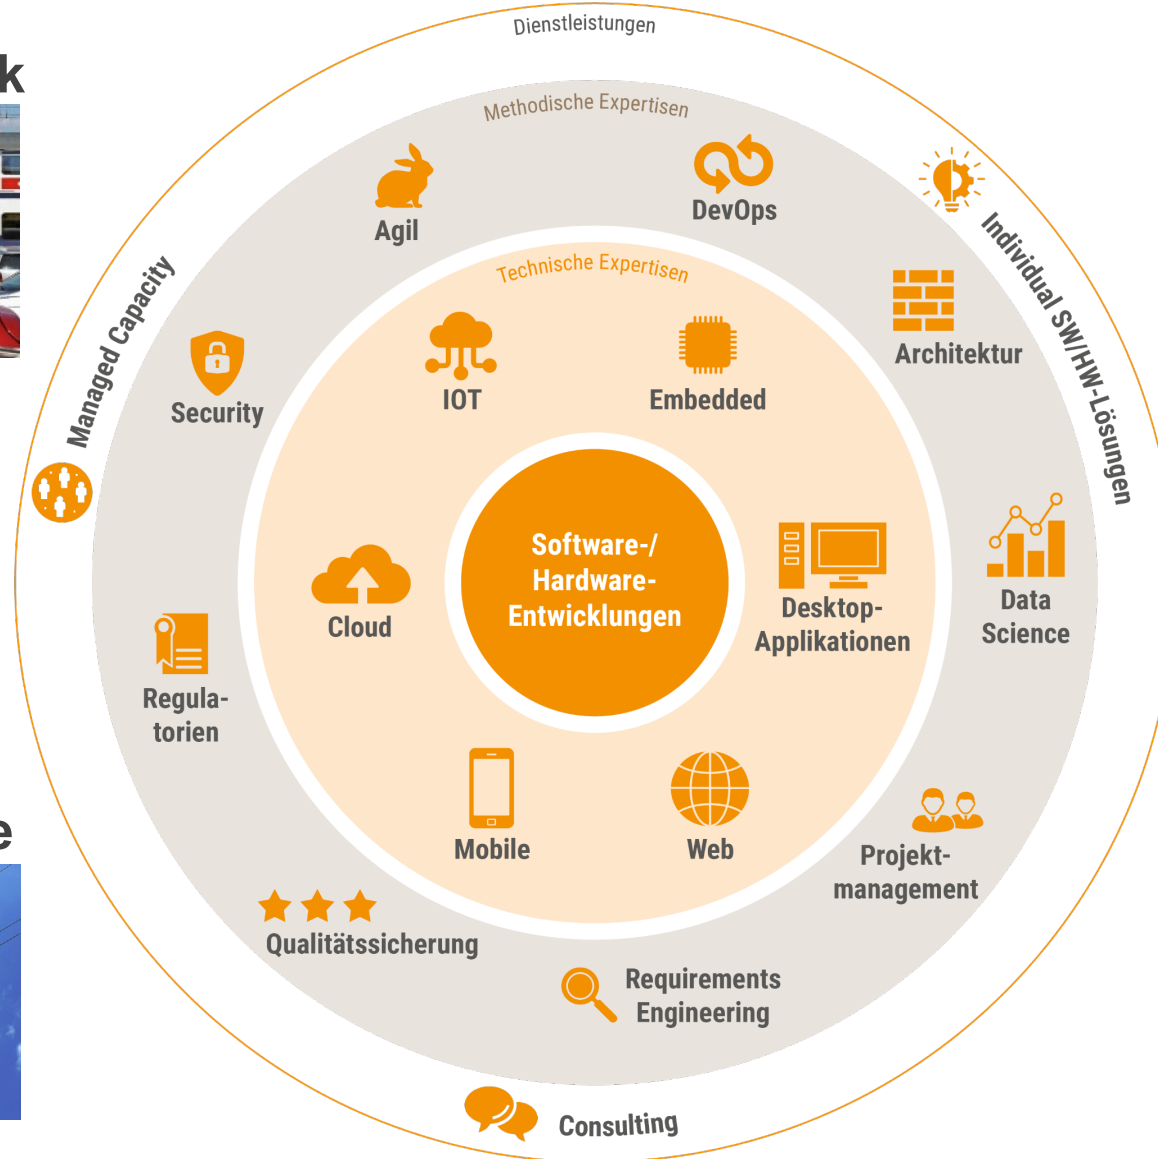 k
Dienstleistungen
Methodische Expertisen
Agil
DevOps
Individual SW/HW-Lösungen
Managed Capacity
Technische Expertisen
Architektur
Security
IOT
Embedded
Software-/
Hardware-
Entwicklungen
Cloud
Desktop-
Applikationen
Data
Science
Regula-
torien
Mobile
Web
e
Projekt-
management
Qualitätssicherung
Requirements
Engineering
Consulting